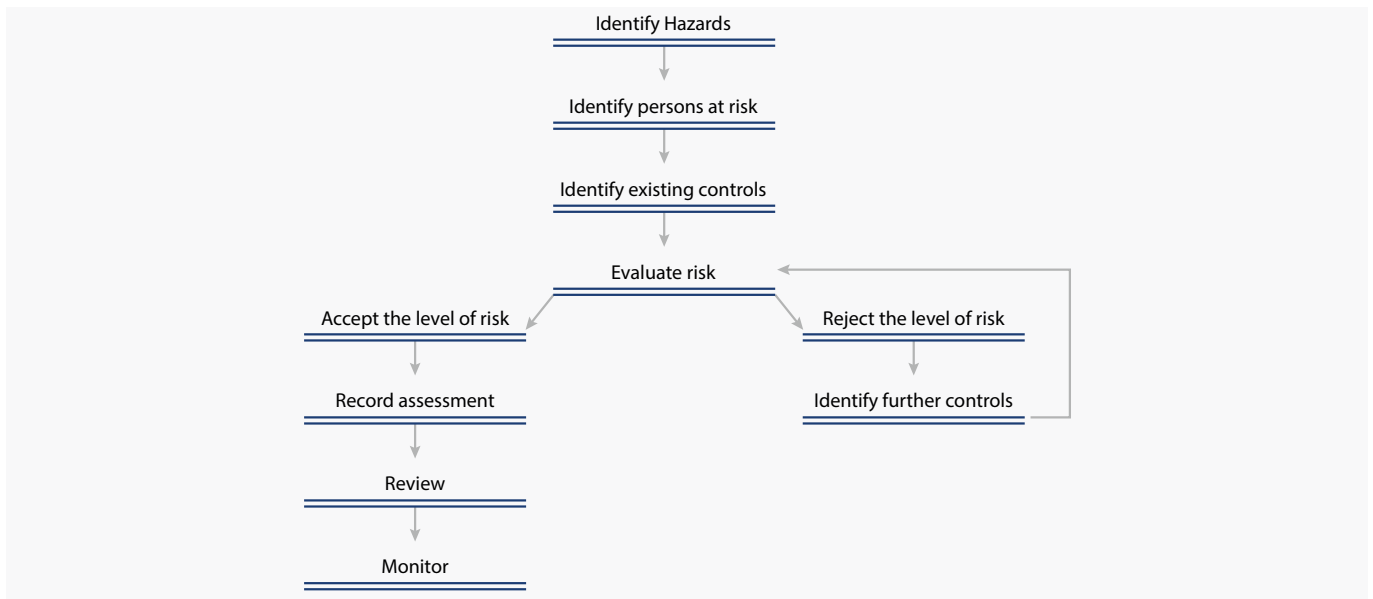 Identify Hazards
Identify persons at risk
Identify existing controls
Evaluate risk
Accept the level of risk
Reject the level of risk
Record assessment
Identify further controls
Review
Monitor